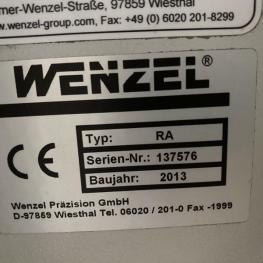 mer-Wenzel-Straße, 97859 Wiesthal
www.wenzel-group.com, Fax: +49 (0) 6020 201-8299
WENZEL®
CE
Typ: RA
Serien-Nr.: 137576
Baujahr: 2013
Wenzel Präzision GmbH
D-97859 Wiesthal Tel. 06020 / 201-0 Fax -1999